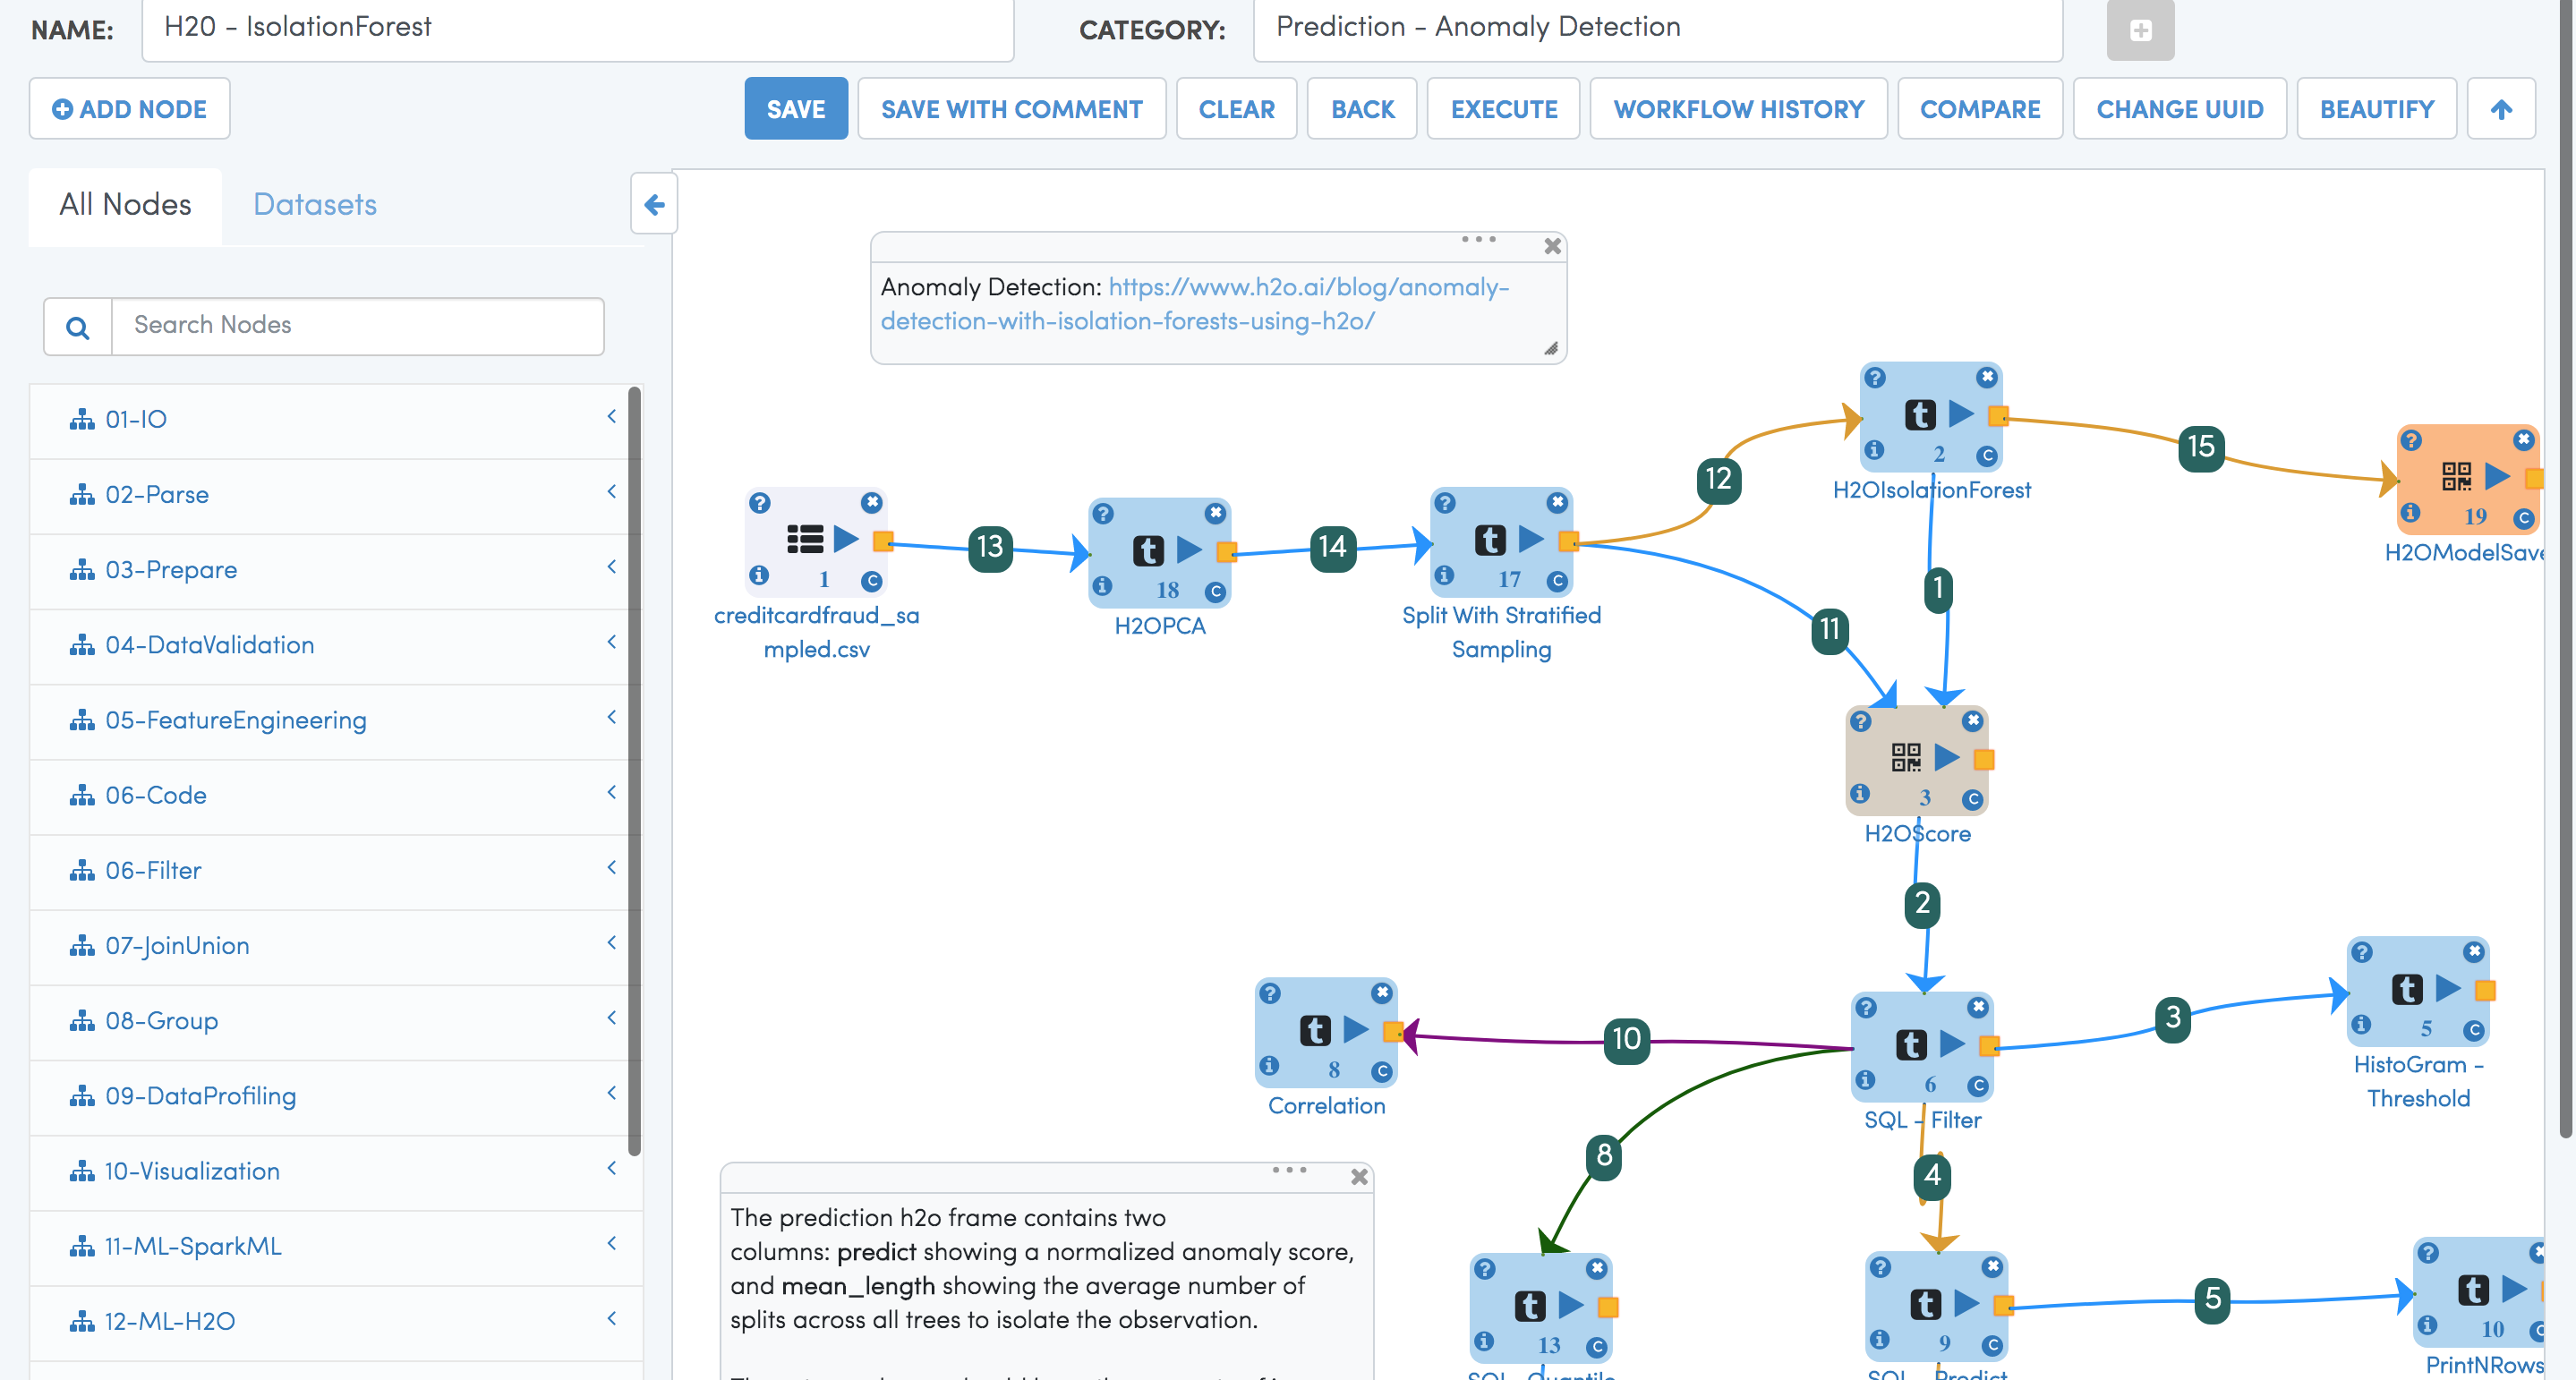 NAME: H20 - IsolationForest CATEGORY: Prediction - Anomaly Detection
ADD NODE SAVE SAVE WITH COMMENT CLEAR BACK EXECUTE WORKFLOW HISTORY COMPARE CHANGE UUID BEAUTIFY
All Nodes Datasets
Search Nodes
01-IO
02-Parse
03-Prepare
04-DataValidation
05-FeatureEngineering
06-Code
06-Filter
07-JoinUnion
08-Group
09-DataProfiling
10-Visualization
11-ML-SparkML
12-ML-H2O
Anomaly Detection: https://www.h2o.ai/blog/anomaly-
detection-with-isolation-forests-using-h2o/
1
creditcardfraud_sa
mpled.csv
13
18
H2OPCA
14
17
Split With Stratified
Sampling
12
11
2
H2OIsolationForest
15
19
H2OModelSave
1
3
H2OScore
2
6
SQL - Filter
3
5
HistoGram -
Threshold
10
8
Correlation
8
13
SQL - Quantile
4
9
SQL - Predict
5
10
PrintNRows
The prediction h2o frame contains two
columns: predict showing a normalized anomaly score,
and mean_length showing the average number of
splits across all trees to isolate the observation.